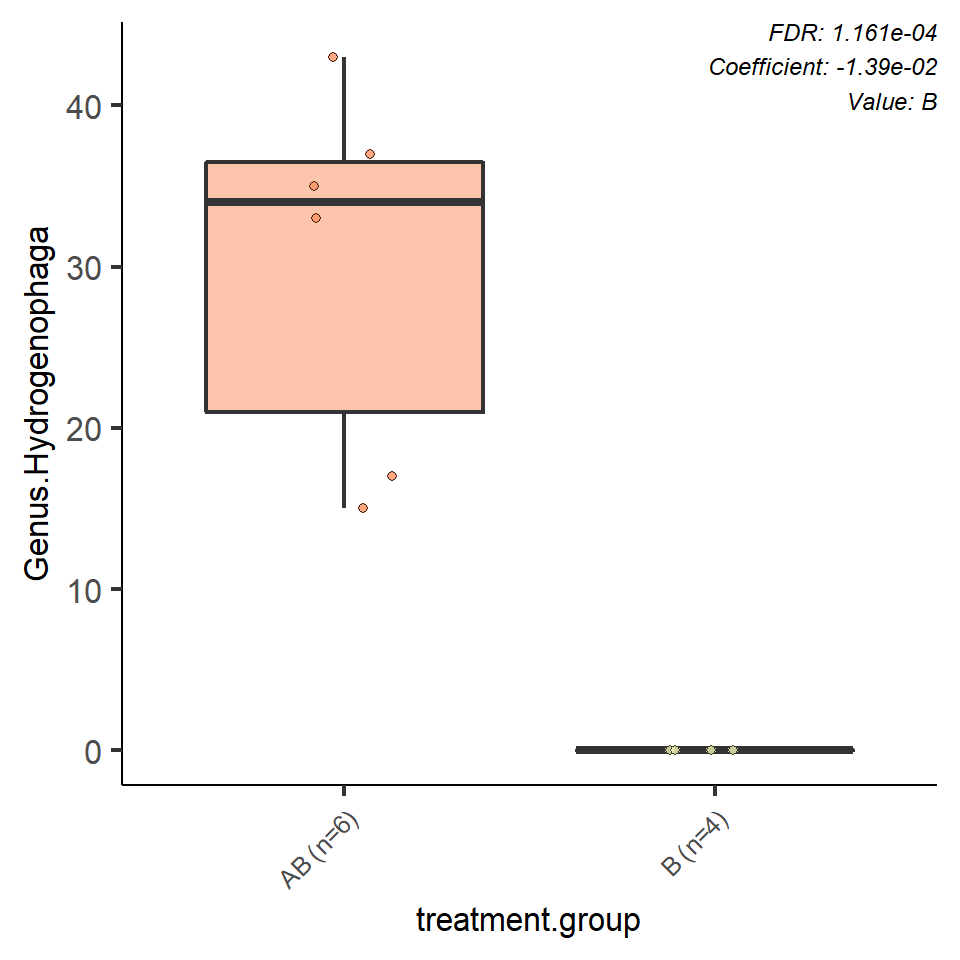 FDR: 1.161e-04
Coefficient: -1.39e-02
Value: B
Genus.Hydrogenophaga
40
30
20
10
0
AB (n=6)
B (n=4)
treatment.group